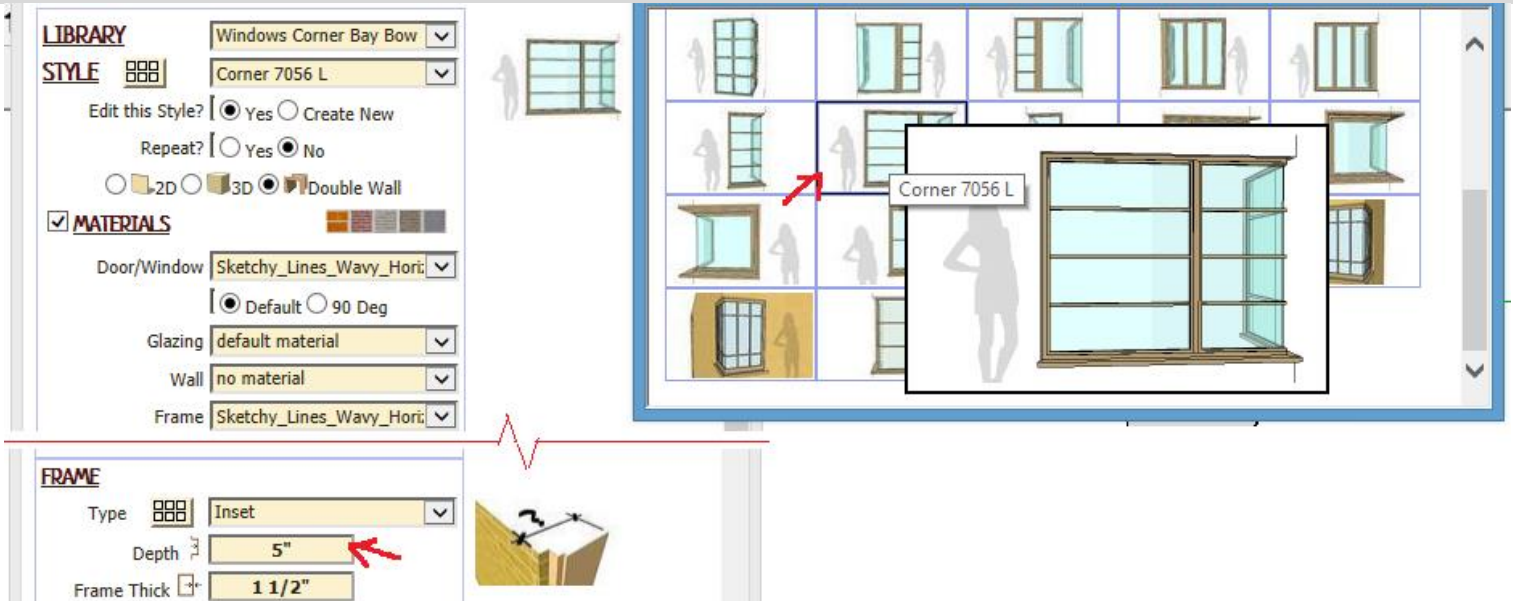 LIBRARY Windows Corner Bay Bow
STYLE Corner 7056 L
Edit this Style? Yes Create New
Repeat? Yes No
2D 3D Double Wall
MATERIALS
Door/Window Sketchy_Lines_Wavy_Hori
Default 90 Deg
Glazing default material
Wall no material
Frame Sketchy_Lines_Wavy_Hori
FRAME
Type Inset
Depth 5"
Frame Thick 1 1/2"
Corner 7056 L
?